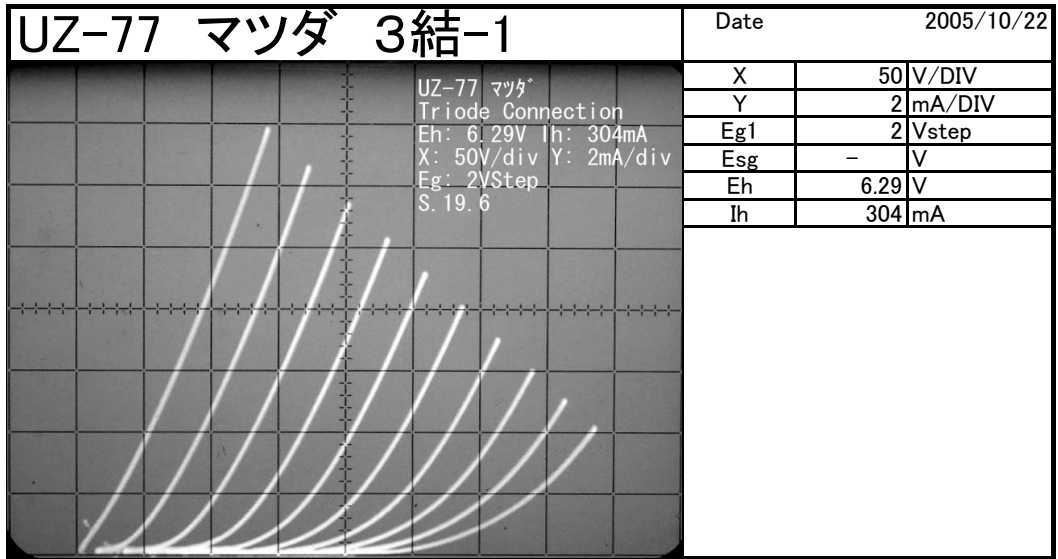 UZ-77 マツダ 3結-1
Date 2005/10/22
UZ-77 ﾏﾂﾀﾞ
Triode Connection
Eh: 6.29V Ih: 304mA
X: 50V/div Y: 2mA/div
Eg: 2VStep
S.19.6
X 50 V/DIV
Y 2 mA/DIV
Eg1 2 Vstep
Esg - V
Eh 6.29 V
Ih 304 mA